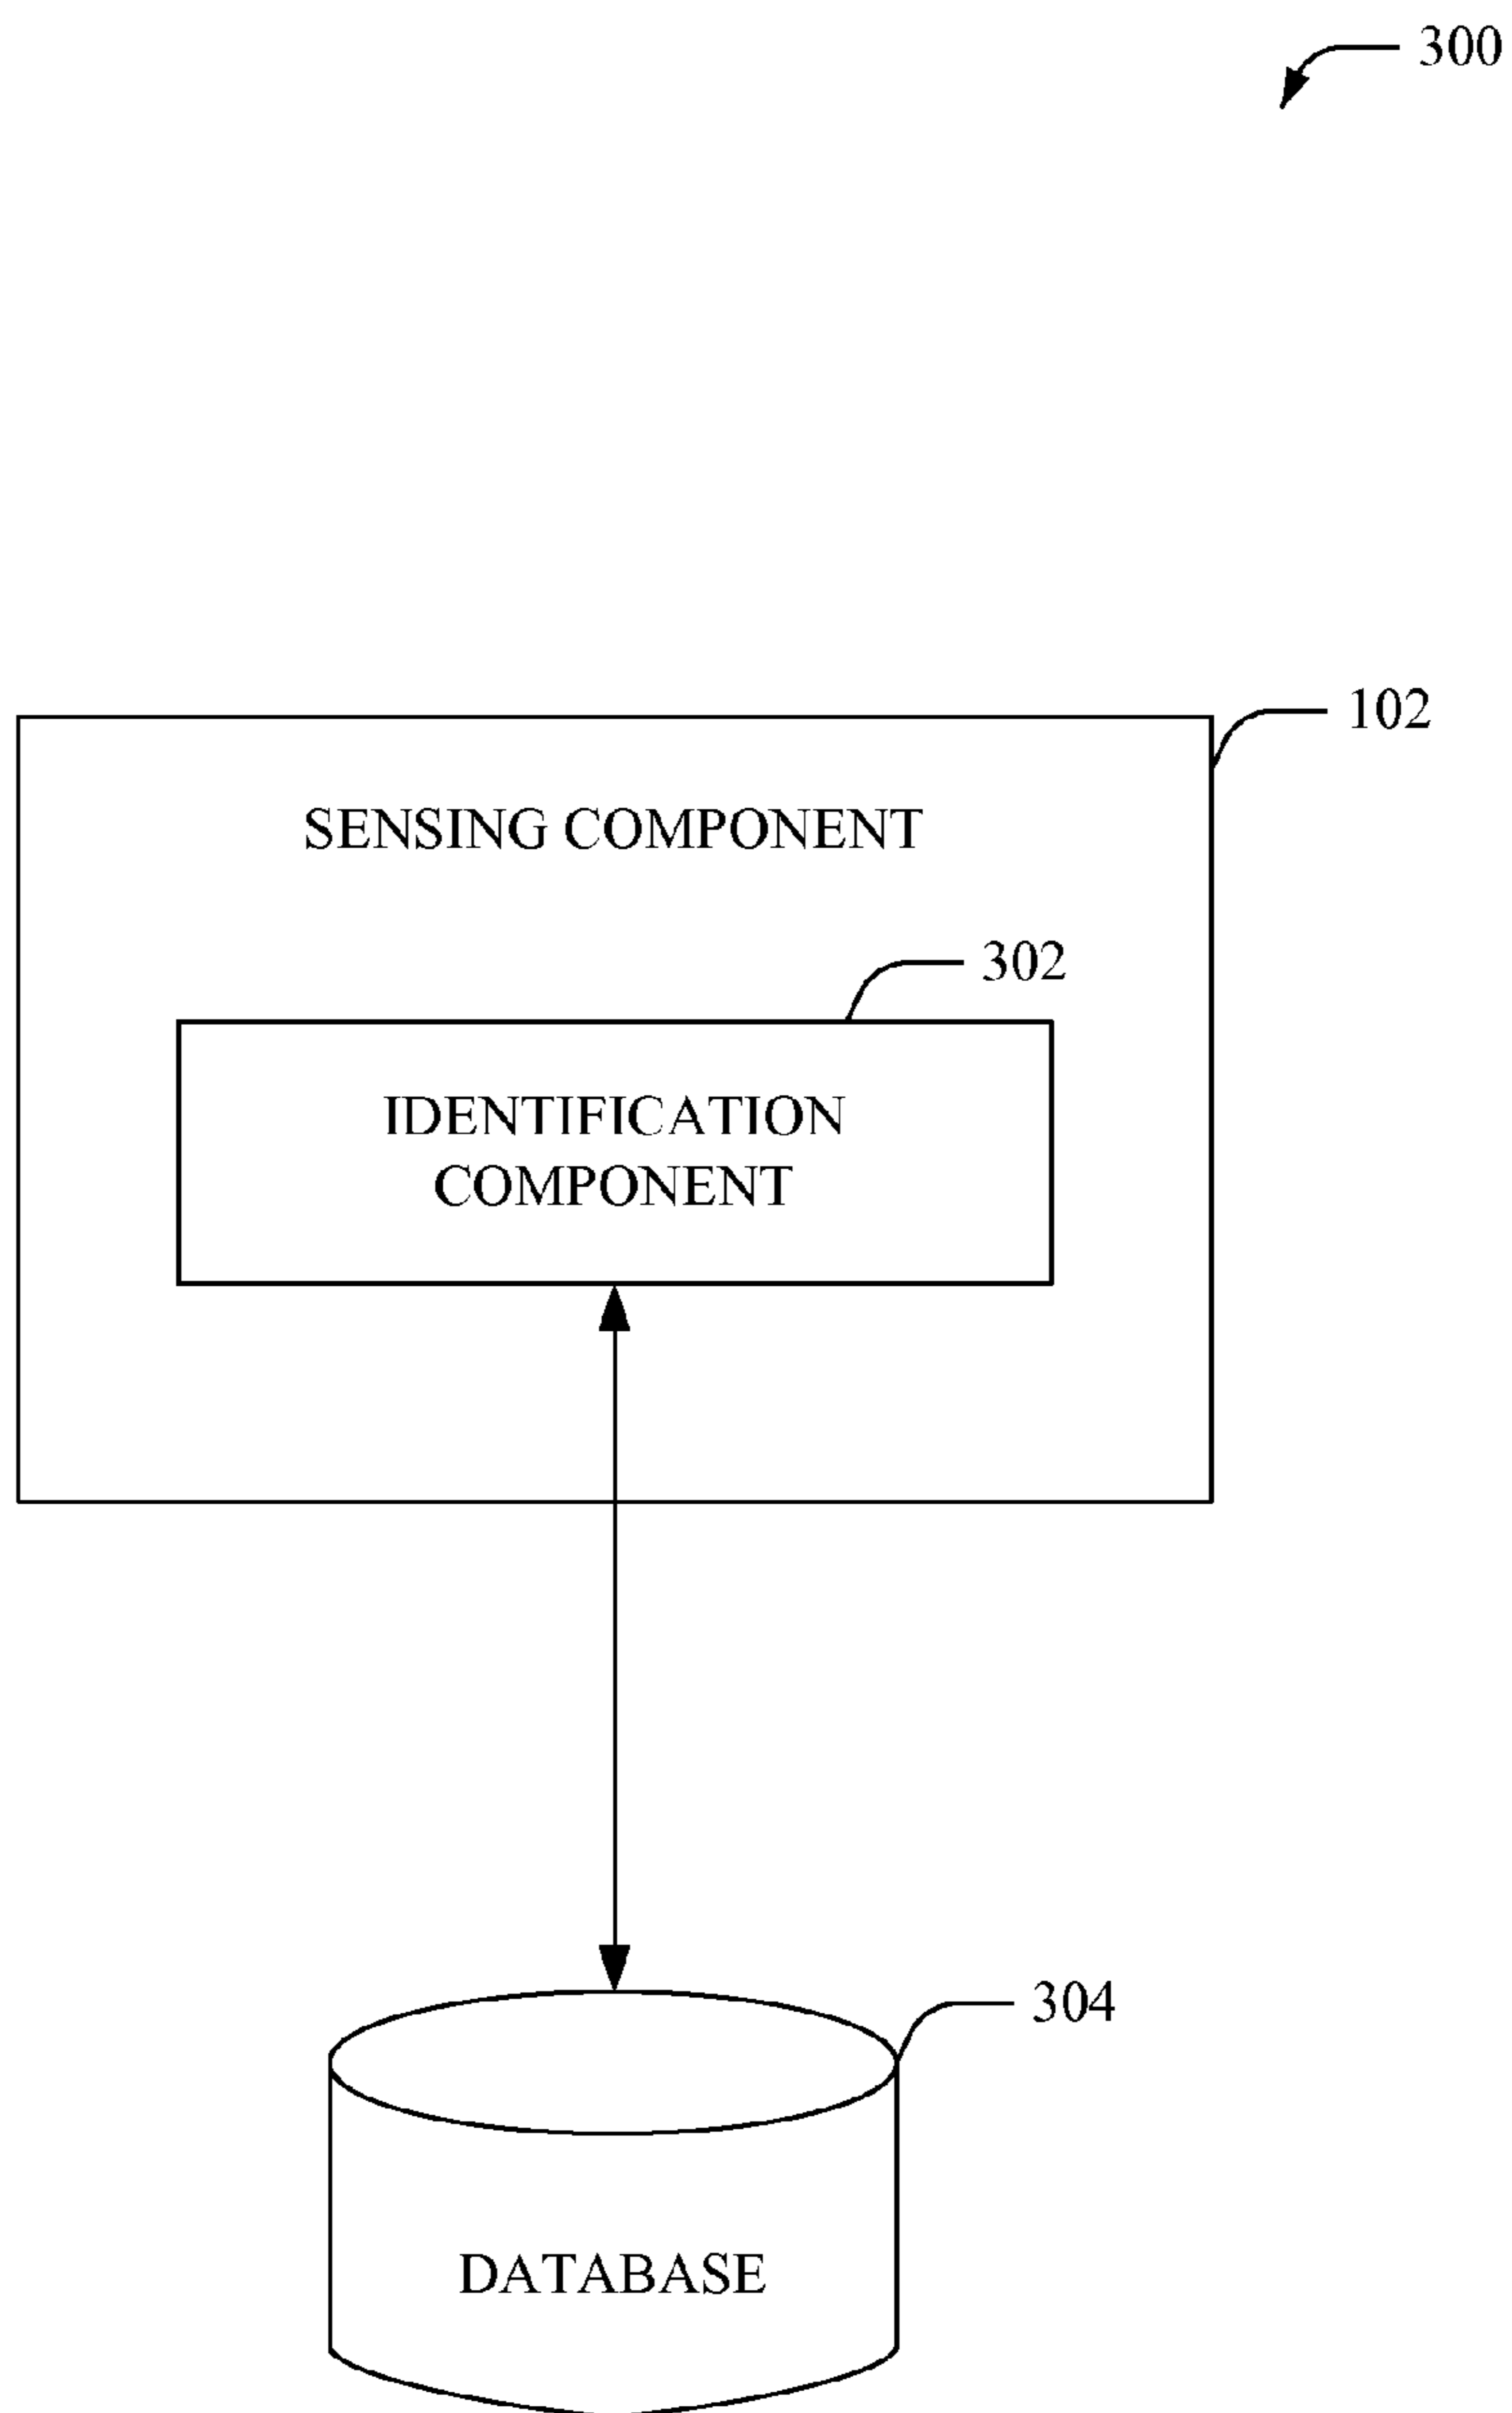 300
102
SENSING COMPONENT
302
IDENTIFICATION
COMPONENT
304
DATABASE